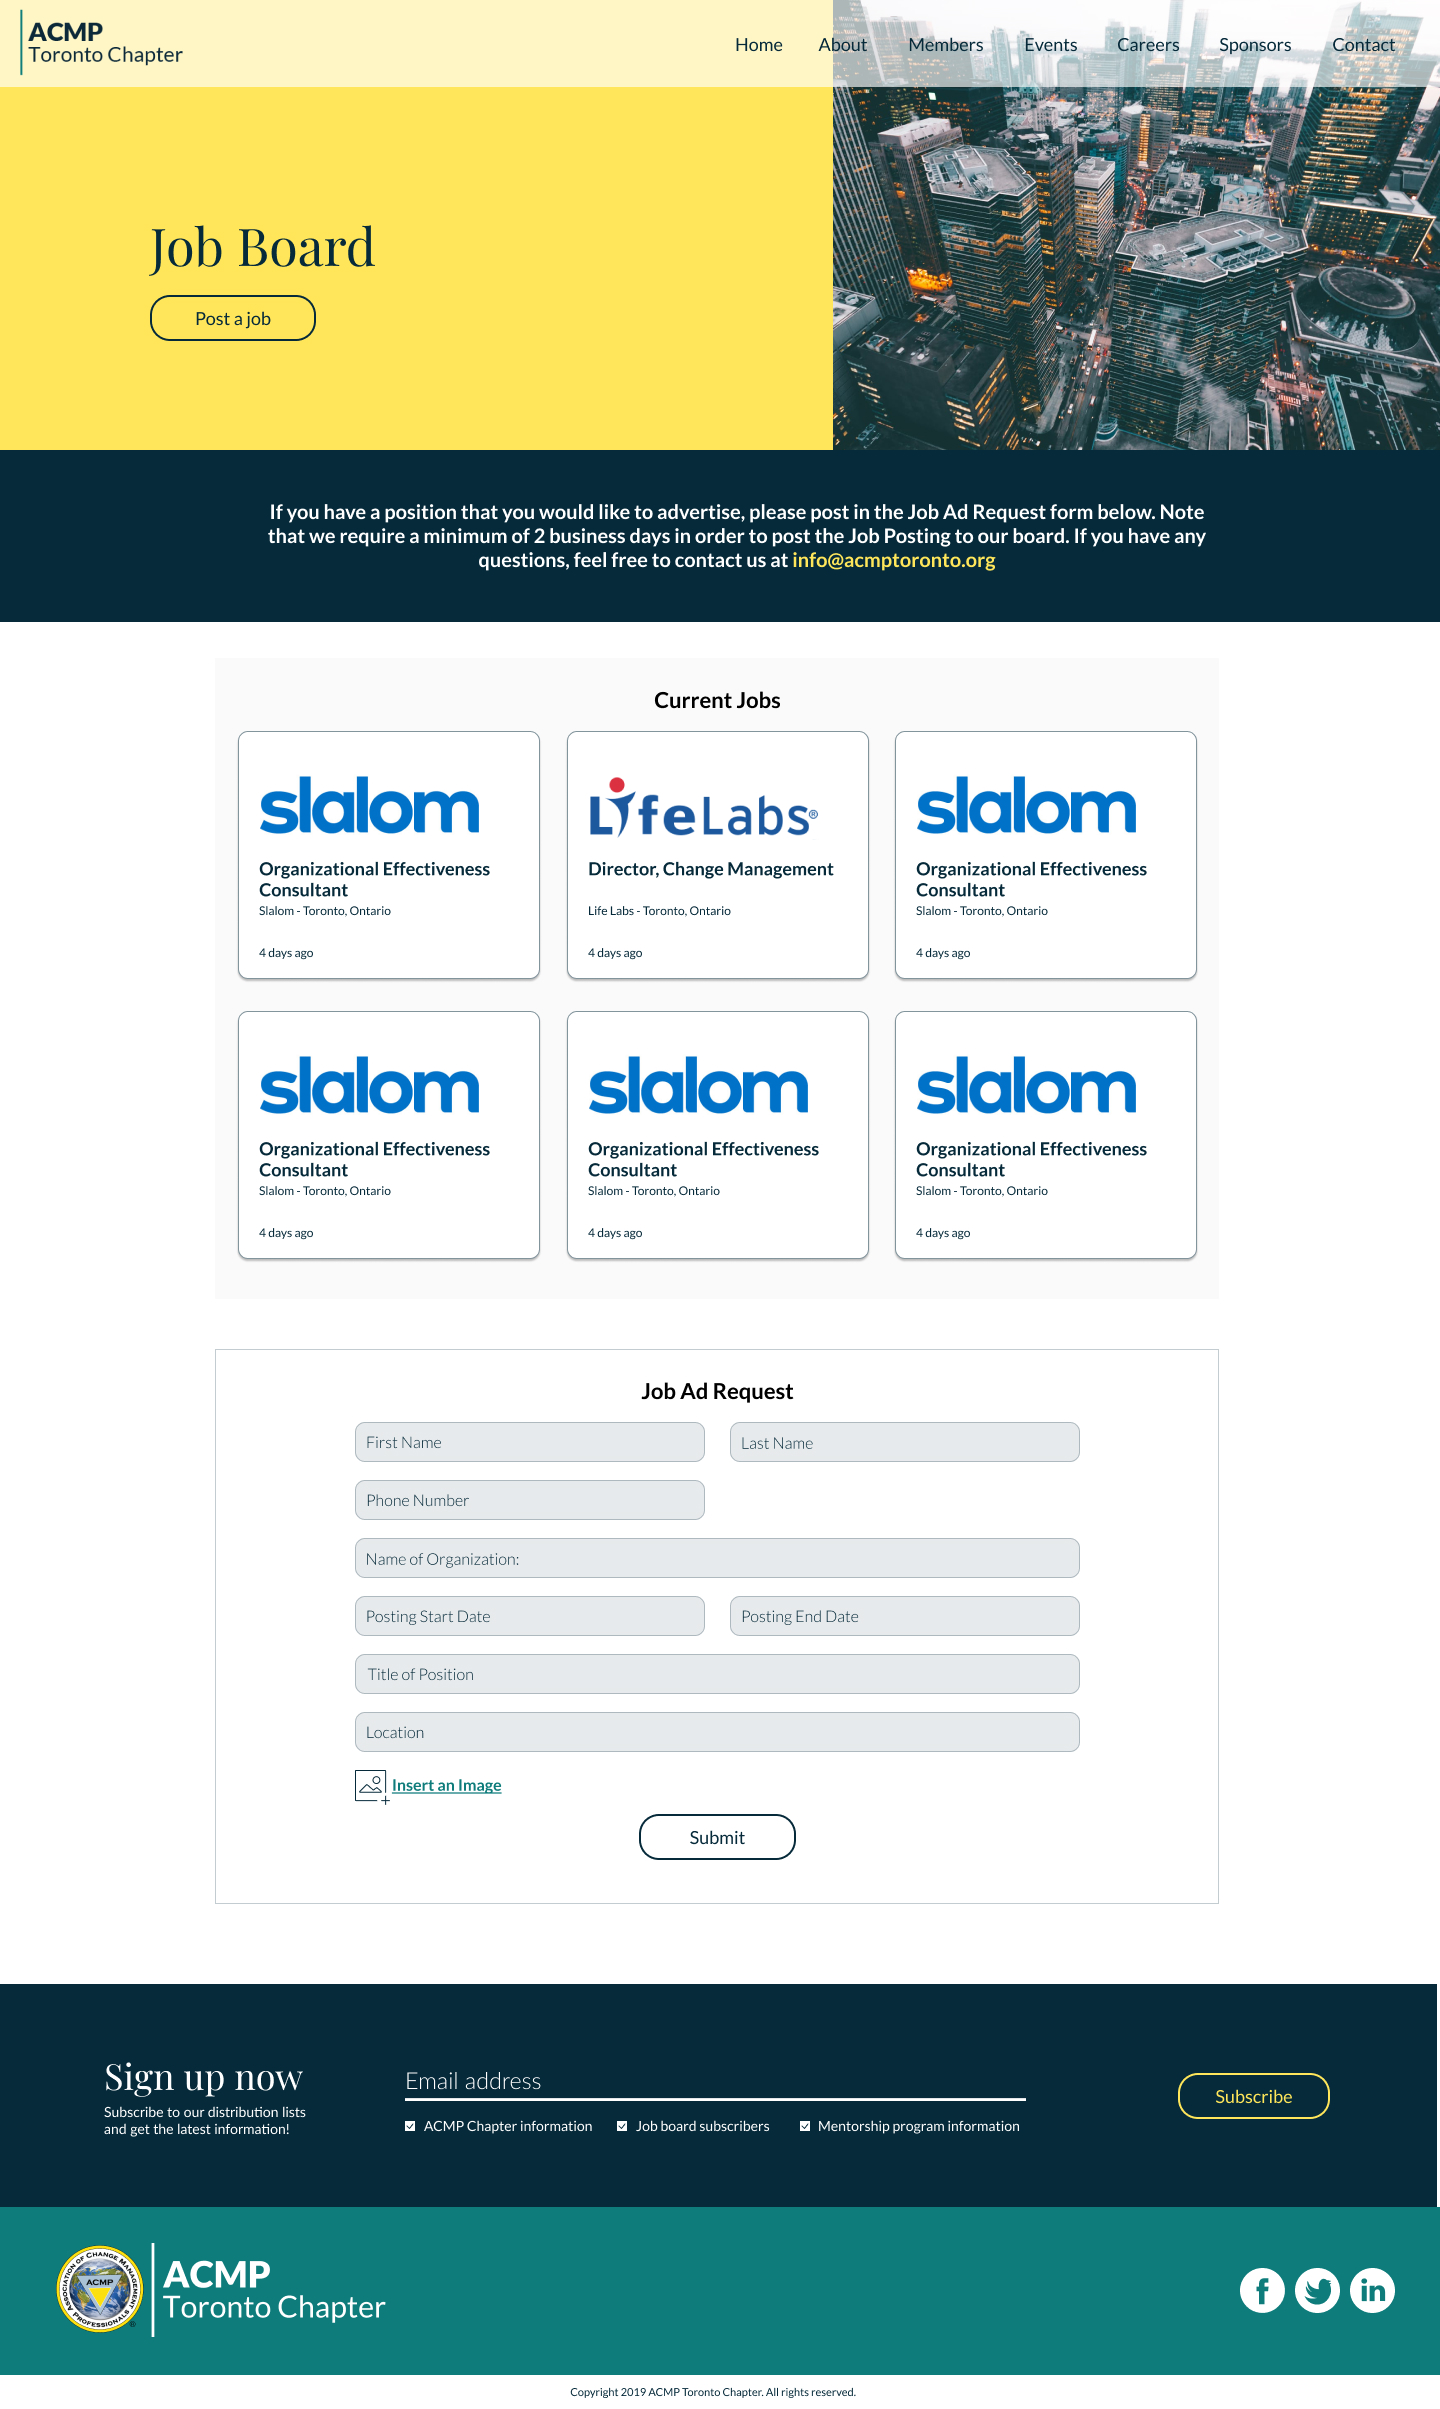 ACMP
Toronto Chapter
Home About Members Events Careers Sponsors Contact
Job Board
Post a job
If you have a position that you would like to advertise, please post in the Job Ad Request form below. Note
that we require a minimum of 2 business days in order to post the Job Posting to our board. If you have any
questions, feel free to contact us at info@acmptoronto.org
Current Jobs
slalom
Organizational Effectiveness
Consultant
Slalom - Toronto, Ontario
4 days ago
LifeLabs®
Director, Change Management
Life Labs - Toronto, Ontario
4 days ago
slalom
Organizational Effectiveness
Consultant
Slalom - Toronto, Ontario
4 days ago
slalom
Organizational Effectiveness
Consultant
Slalom - Toronto, Ontario
4 days ago
slalom
Organizational Effectiveness
Consultant
Slalom - Toronto, Ontario
4 days ago
slalom
Organizational Effectiveness
Consultant
Slalom - Toronto, Ontario
4 days ago
Job Ad Request
First Name
Last Name
Phone Number
Name of Organization:
Posting Start Date
Posting End Date
Title of Position
Location
Insert an Image
Submit
Sign up now
Subscribe to our distribution lists
and get the latest information!
Email address
ACMP Chapter information
Job board subscribers
Mentorship program information
Subscribe
ASSOCIATION OF CHANGE MANAGEMENT PROFESSIONALS
ACMP
®
ACMP
Toronto Chapter
f
in
Copyright 2019 ACMP Toronto Chapter. All rights reserved.